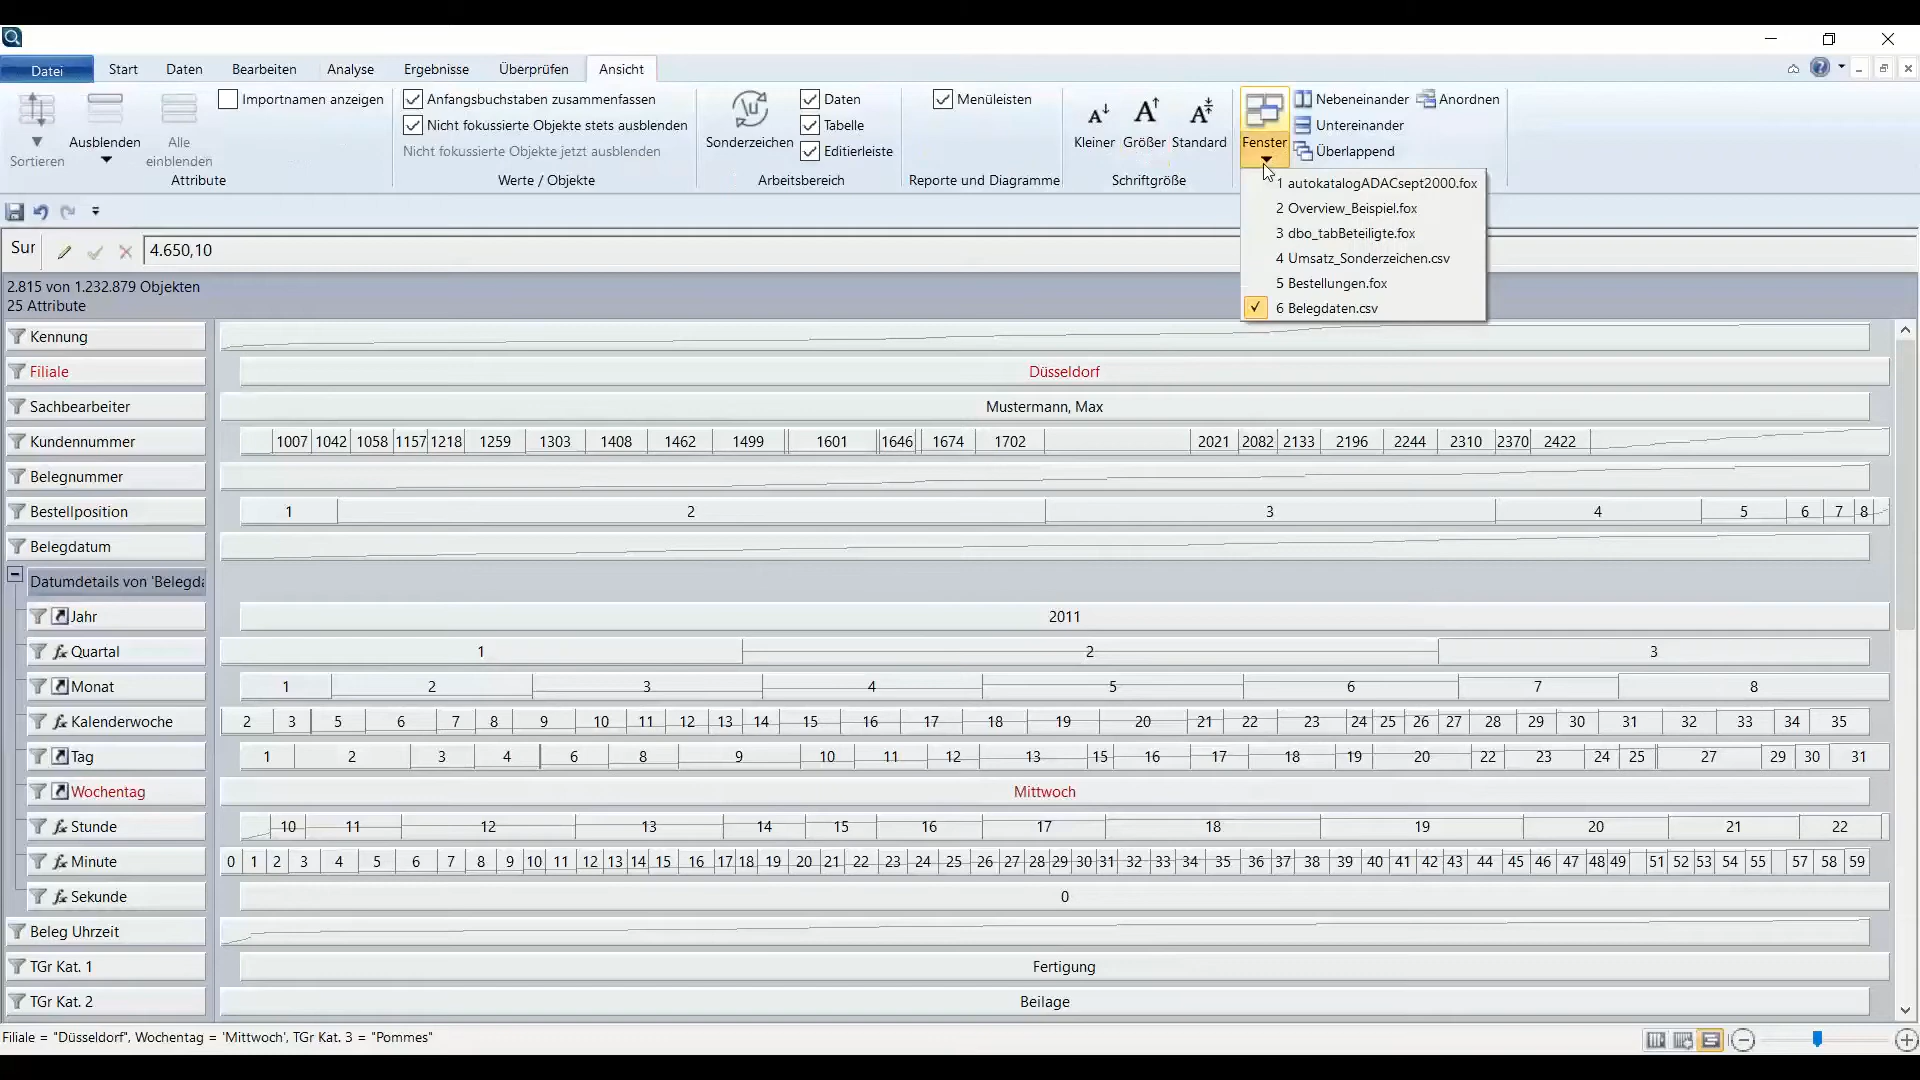 Datei Start Daten Bearbeiten Analyse Ergebnisse Überprüfen Ansicht
Importnamen anzeigen
Sortieren
Ausblenden
Alle einblenden
Attribute
Anfangsbuchstaben zusammenfassen
Nicht fokussierte Objekte stets ausblenden
Nicht fokussierte Objekte jetzt ausblenden
Werte / Objekte
Sonderzeichen
Daten
Tabelle
Editierleiste
Arbeitsbereich
Menüleisten
Reporte und Diagramme
Kleiner Größer Standard
Schriftgröße
Fenster
Nebeneinander Anordnen
Untereinander
Überlappend
1 autokatalogADACsept2000.fox
2 Overview_Beispiel.fox
3 dbo_tabBeteiligte.fox
4 Umsatz_Sonderzeichen.csv
5 Bestellungen.fox
6 Belegdaten.csv
Sur 4.650,10
2.815 von 1.232.879 Objekten
25 Attribute
Kennung
Filiale Düsseldorf
Sachbearbeiter Mustermann, Max
Kundennummer 1007 1042 1058 1157 1218 1259 1303 1408 1462 1499 1601 1646 1674 1702 2021 2082 2133 2196 2244 2310 2370 2422
Belegnummer
Bestellposition 1 2 3 4 5 6 7 8
Belegdatum
Datumdetails von 'Belegda
Jahr 2011
fx Quartal 1 2 3
Monat 1 2 3 4 5 6 7 8
fx Kalenderwoche 2 3 5 6 7 8 9 10 11 12 13 14 15 16 17 18 19 20 21 22 23 24 25 26 27 28 29 30 31 32 33 34 35
Tag 1 2 3 4 6 8 9 10 11 12 13 15 16 17 18 19 20 22 23 24 25 27 29 30 31
Wochentag Mittwoch
fx Stunde 10 11 12 13 14 15 16 17 18 19 20 21 22
fx Minute 0 1 2 3 4 5 6 7 8 9 10 11 12 13 14 15 16 17 18 19 20 21 22 23 24 25 26 27 28 29 30 31 32 33 34 35 36 37 38 39 40 41 42 43 44 45 46 47 48 49 51 52 53 54 55 57 58 59
fx Sekunde 0
Beleg Uhrzeit
TGr Kat. 1 Fertigung
TGr Kat. 2 Beilage
Filiale = "Düsseldorf", Wochentag = 'Mittwoch', TGr Kat. 3 = "Pommes"